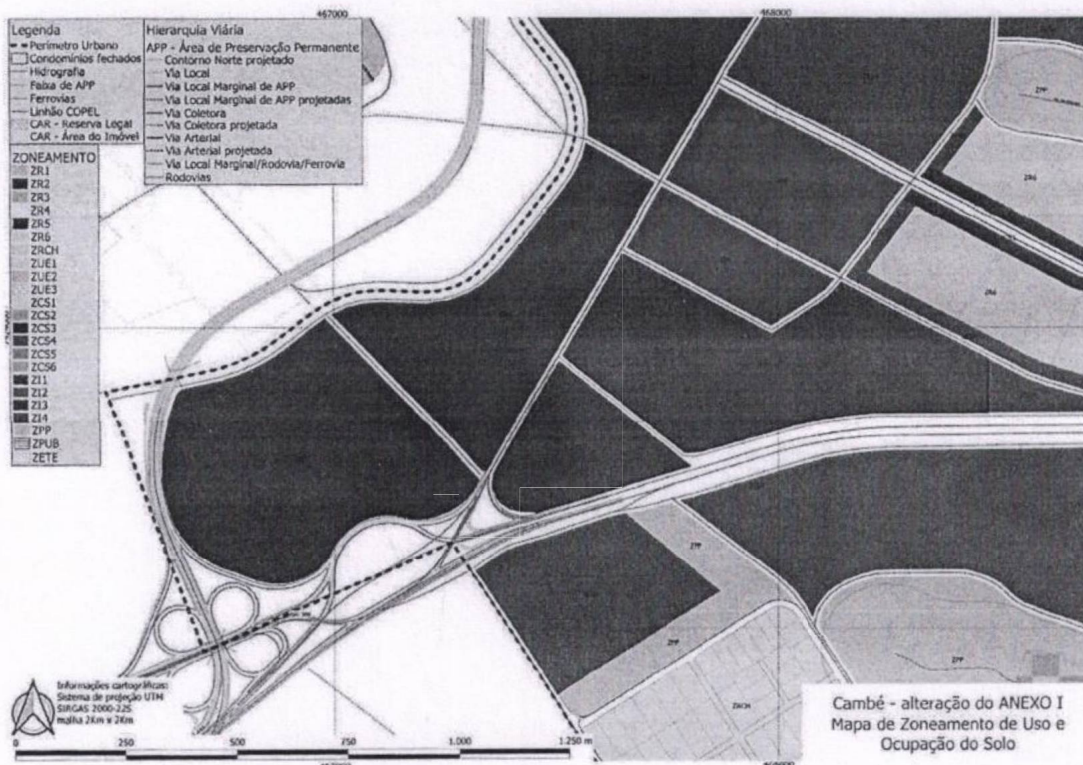 467000
468000
Legenda
Perímetro Urbano
Condomínios fechados
Hidrografia
Faixa de APP
Ferrovias
Linhão COPEL
CAR - Reserva Legal
CAR - Área do Imóvel
Hierarquia Viária
APP - Área de Preservação Permanente
Contorno Norte projetado
Via Local
Via Local Marginal de APP
Via Local Marginal de APP projetadas
Via Coletora
Via Coletora projetada
Via Arterial
Via Arterial projetada
Via Local Marginal/Rodovia/Ferrovia
Rodovias
ZONEAMENTO
ZR1
ZR2
ZR3
ZR4
ZR5
ZR6
ZRCH
ZUE1
ZUE2
ZUE3
ZCS1
ZCS2
ZCS3
ZCS4
ZCS5
ZCS6
ZI1
ZI2
ZI3
ZI4
ZPP
ZPUB
ZETE
ZPP
ZR6
ZR6
ZPP
ZPP
ZPP
ZRCH
Informações cartográficas:
Sistema de projeção UTM
SIRGAS 2000-22S
malha 2Km x 2Km
0 250 500 750 1.000 1.250 m
Cambé - alteração do ANEXO I
Mapa de Zoneamento de Uso e
Ocupação do Solo
467000
468000